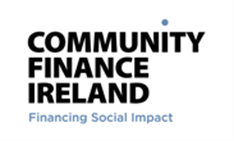 COMMUNITY
FINANCE
IRELAND
Financing Social Impact